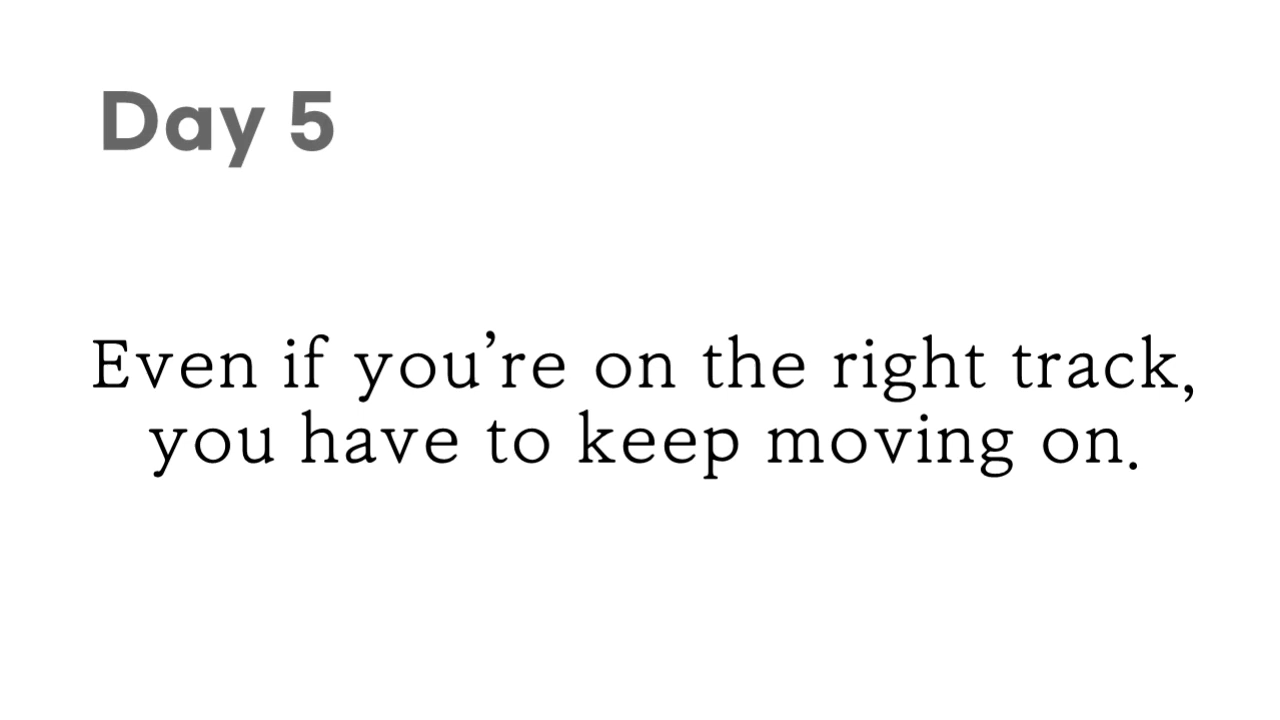 Day 5
Even if you’re on the right track,
you have to keep moving on.